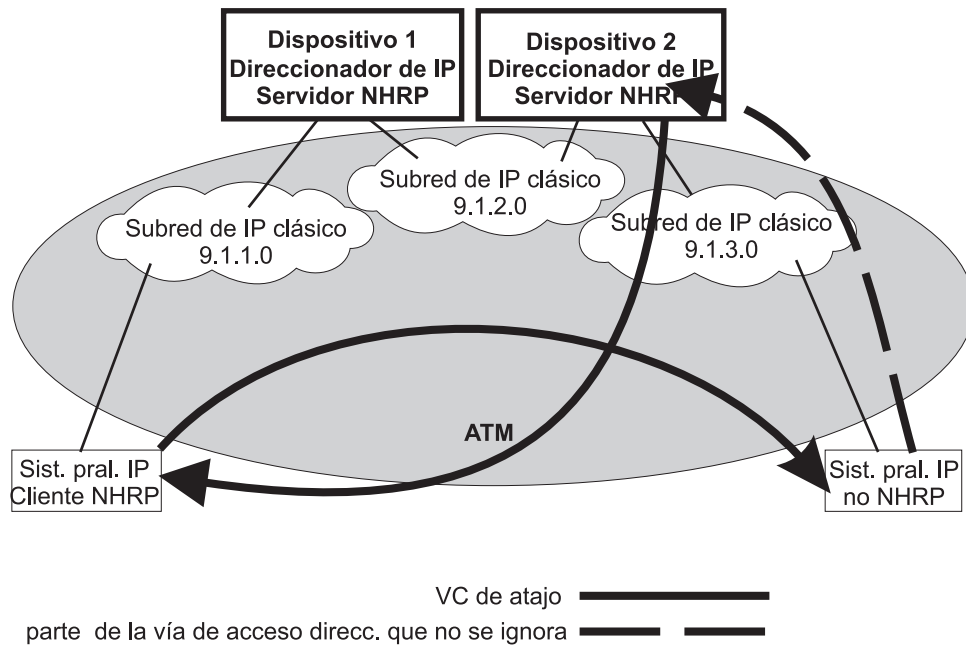 Dispositivo 1
Direccionador de IP
Servidor NHRP
Dispositivo 2
Direccionador de IP
Servidor NHRP
Subred de IP clásico
9.1.2.0
Subred de IP clásico
9.1.1.0
Subred de IP clásico
9.1.3.0
ATM
Sist. pral. IP
Cliente NHRP
Sist. pral. IP
no NHRP
VC de atajo
parte de la vía de acceso direcc. que no se ignora